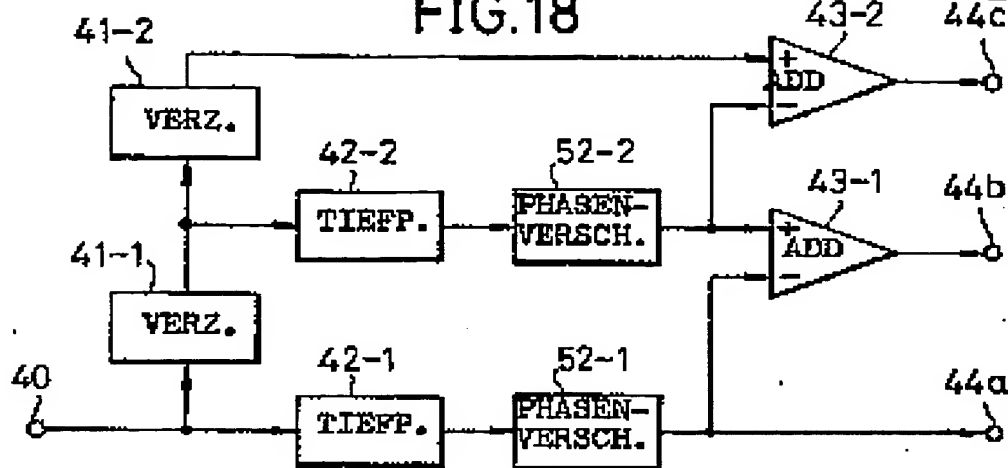 FIG.18
41-2
43-2
44c
VERZ.
+
ADD
−
42-2
52-2
43-1
44b
TIEFP.
PHASEN-
VERSCH.
+
ADD
−
41-1
VERZ.
40
42-1
52-1
44a
TIEFP.
PHASEN-
VERSCH.